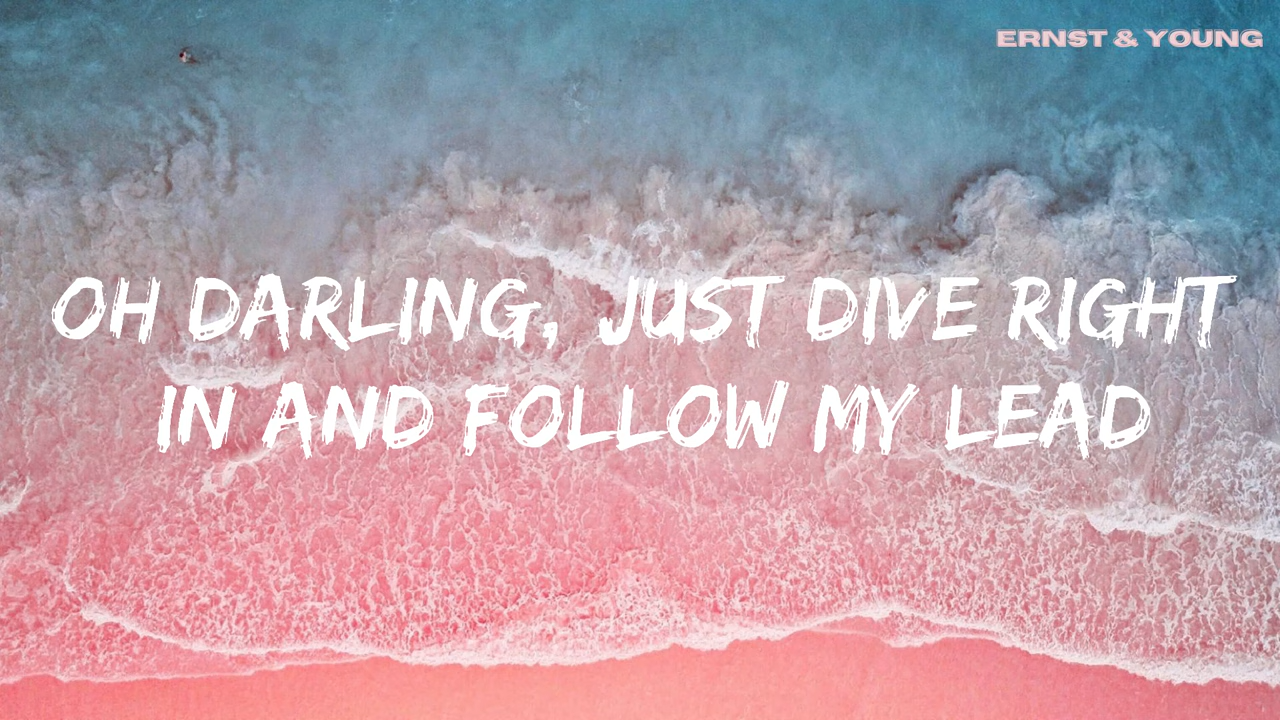 ERNST & YOUNG
OH DARLING, JUST DIVE RIGHT
IN AND FOLLOW MY LEAD